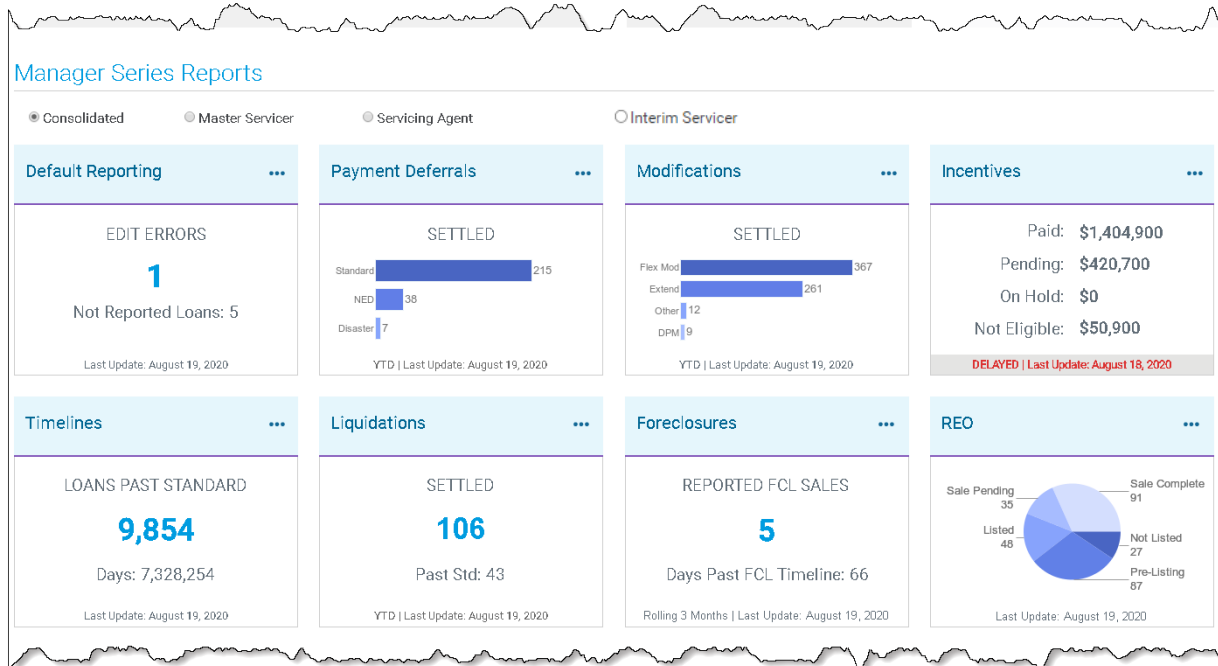 Manager Series Reports
Consolidated Master Servicer Servicing Agent Interim Servicer
Default Reporting •••
EDIT ERRORS
1
Not Reported Loans: 5
Last Update: August 19, 2020
Payment Deferrals •••
SETTLED
Standard 215
NED 38
Disaster 7
YTD | Last Update: August 19, 2020
Modifications •••
SETTLED
Flex Mod 367
Extend 261
Other 12
DPM 9
YTD | Last Update: August 19, 2020
Incentives •••
Paid: $1,404,900
Pending: $420,700
On Hold: $0
Not Eligible: $50,900
DELAYED | Last Update: August 18, 2020
Timelines •••
LOANS PAST STANDARD
9,854
Days: 7,328,254
Last Update: August 19, 2020
Liquidations •••
SETTLED
106
Past Std: 43
YTD | Last Update: August 19, 2020
Foreclosures •••
REPORTED FCL SALES
5
Days Past FCL Timeline: 66
Rolling 3 Months | Last Update: August 19, 2020
REO •••
Sale Pending
35
Listed
48
Sale Complete
91
Not Listed
27
Pre-Listing
87
Last Update: August 19, 2020